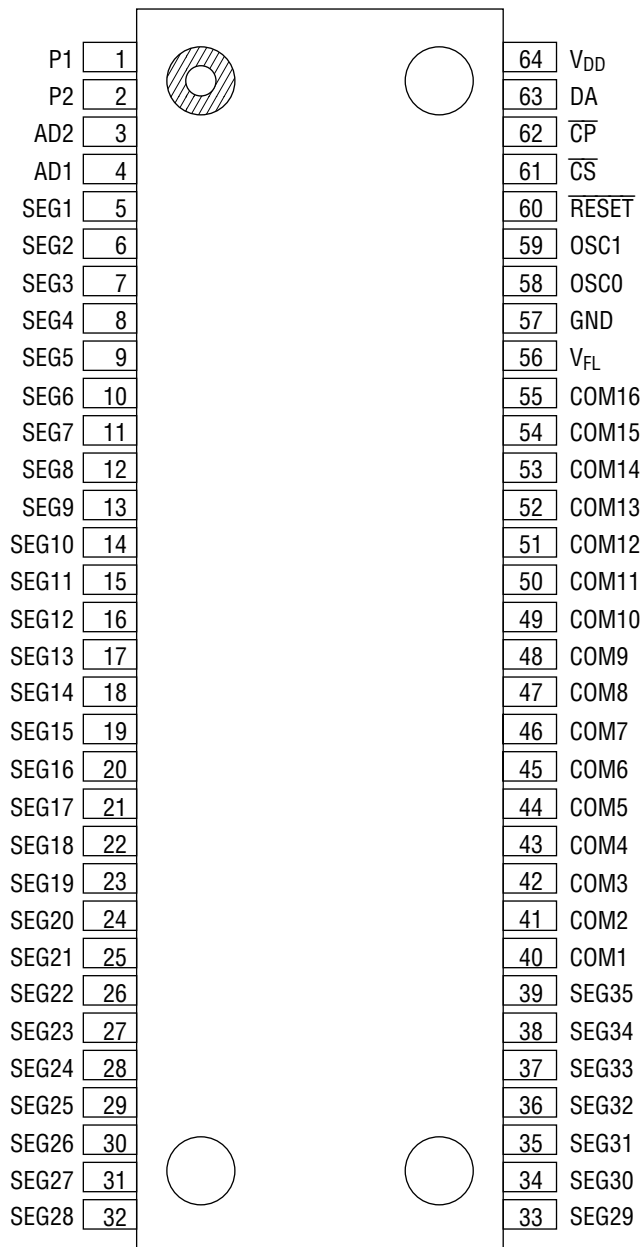 P1 1 64 VDD
P2 2 63 DA
AD2 3 62 C̅P̅
AD1 4 61 C̅S̅
SEG1 5 60 R̅E̅S̅E̅T̅
SEG2 6 59 OSC1
SEG3 7 58 OSC0
SEG4 8 57 GND
SEG5 9 56 VFL
SEG6 10 55 COM16
SEG7 11 54 COM15
SEG8 12 53 COM14
SEG9 13 52 COM13
SEG10 14 51 COM12
SEG11 15 50 COM11
SEG12 16 49 COM10
SEG13 17 48 COM9
SEG14 18 47 COM8
SEG15 19 46 COM7
SEG16 20 45 COM6
SEG17 21 44 COM5
SEG18 22 43 COM4
SEG19 23 42 COM3
SEG20 24 41 COM2
SEG21 25 40 COM1
SEG22 26 39 SEG35
SEG23 27 38 SEG34
SEG24 28 37 SEG33
SEG25 29 36 SEG32
SEG26 30 35 SEG31
SEG27 31 34 SEG30
SEG28 32 33 SEG29